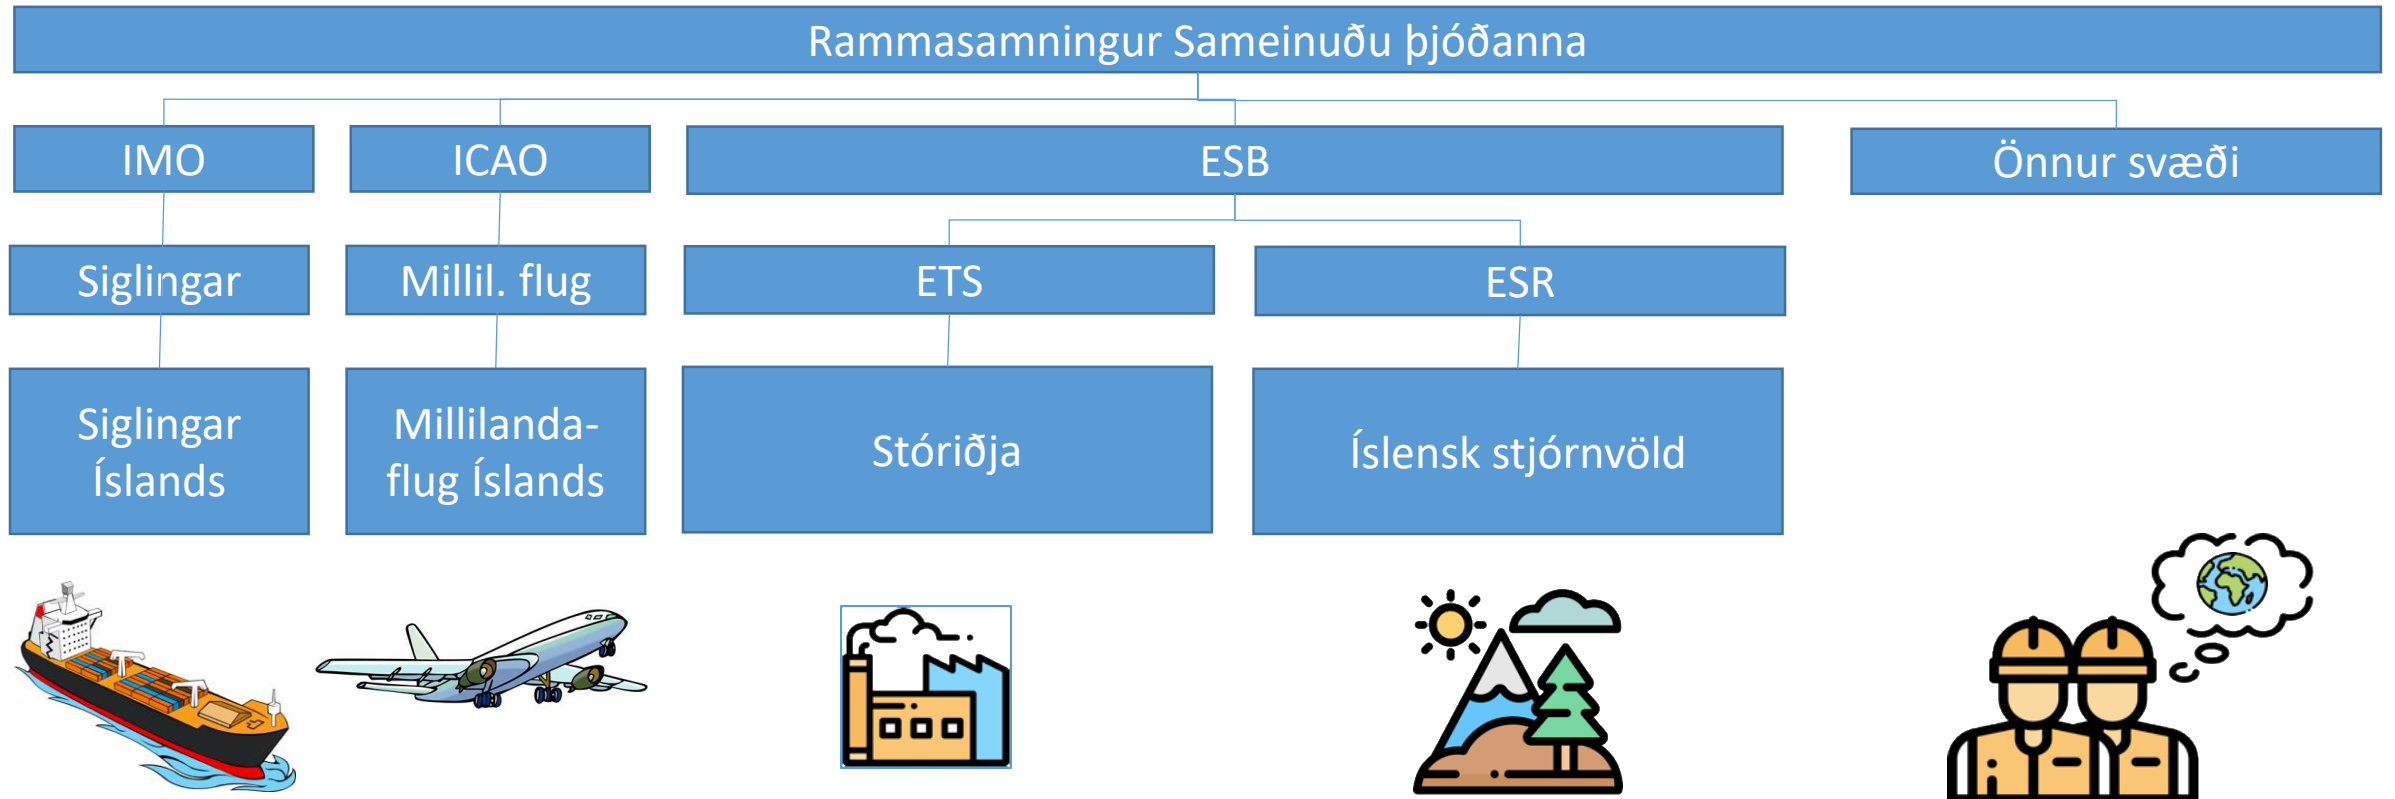 Rammasamningur Sameinuðu þjóðanna
IMO
ICAO
ESB
Önnur svæði
Siglingar
Millil. flug
ETS
ESR
Siglingar
Íslands
Millilanda-
flug Íslands
Stóriðja
Íslensk stjórnvöld